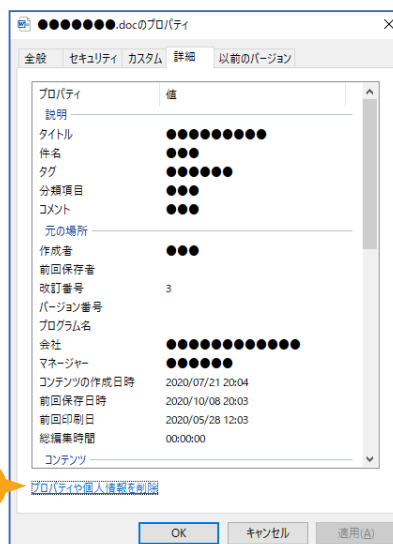 ●●●●●●●.docのプロパティ
全般 セキュリティ カスタム 詳細 以前のバージョン
プロパティ 値
説明
タイトル ●●●●●●●●●
件名 ●●●
タグ ●●●●●●
分類項目 ●●●
コメント ●●●
元の場所
作成者 ●●●
前回保存者
改訂番号 3
バージョン番号
プログラム名
会社 ●●●●●●●●●●●●
マネージャー ●●●●●●
コンテンツの作成日時 2020/07/21 20:04
前回保存日時 2020/10/08 20:03
前回印刷日 2020/05/28 12:03
総編集時間 00:00:00
コンテンツ
プロパティや個人情報を削除
OK キャンセル 適用(A)